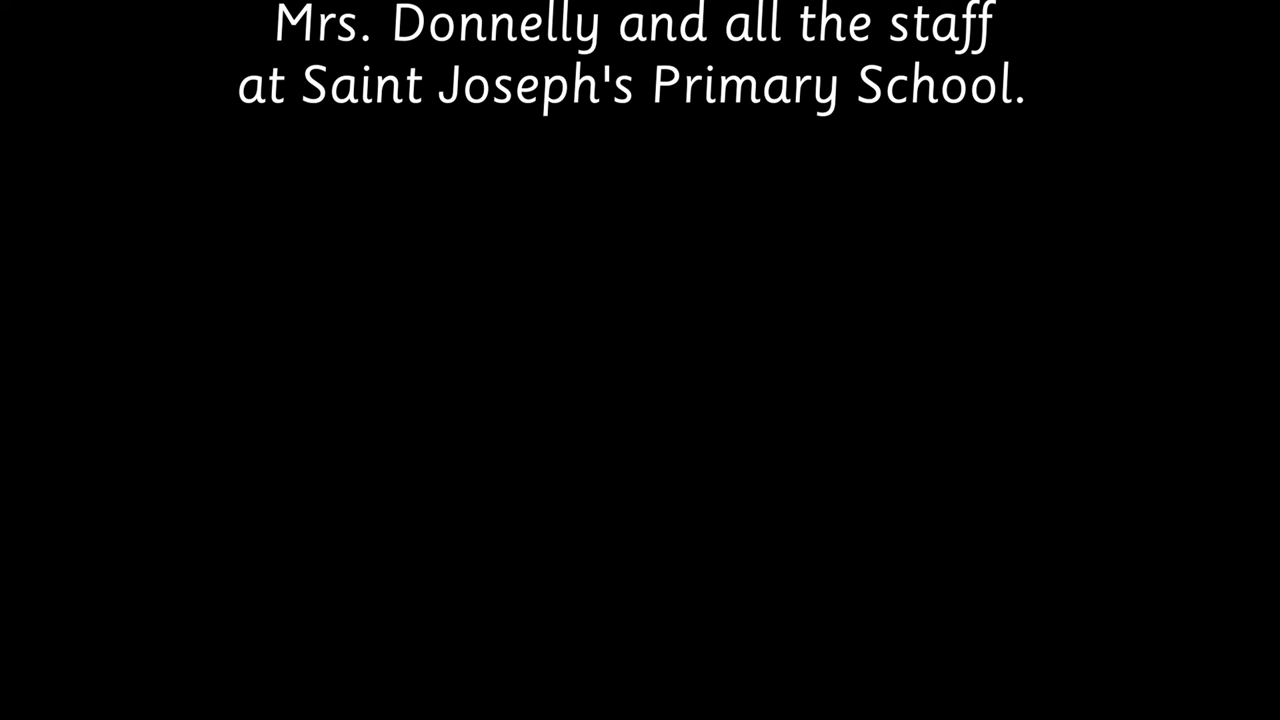 Mrs. Donnelly and all the staff
at Saint Joseph's Primary School.